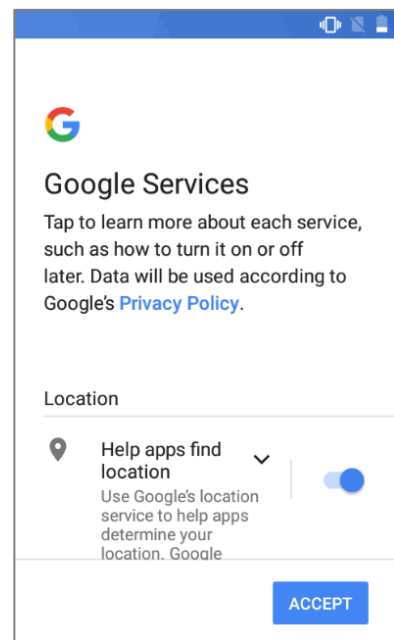 Google Services
Tap to learn more about each service,
such as how to turn it on or off
later. Data will be used according to
Google's Privacy Policy.
Location
Help apps find
location
Use Google's location
service to help apps
determine your
location. Google
ACCEPT